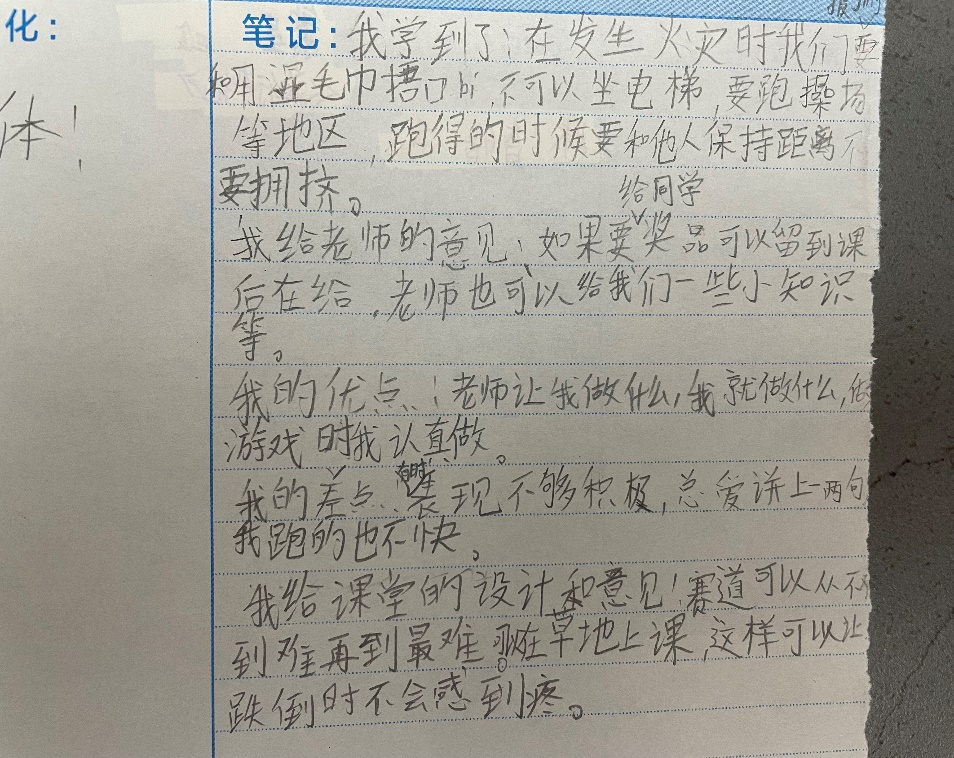 化：
体！
笔记：我学到了：在发生火灾时我们要
和用湿毛巾捂口bi，不可以坐电梯，要跑操场
等地区，跑得的时候要和他人保持距离不
要拥挤。
给同学
我给老师的意见：如果要奖品可以留到课
后在给，老师也可以给我们一些小知识
等。
我的优点：老师让我做什么，我就做什么，做
游戏时我认真做。
有时
我的差点：表现不够积极，总爱讲上一两句
我跑的也不快。
我给课堂的设计和意见：赛道可以从不
到难再到最难。在草地上课，这样可以让
跌倒时不会感到疼。